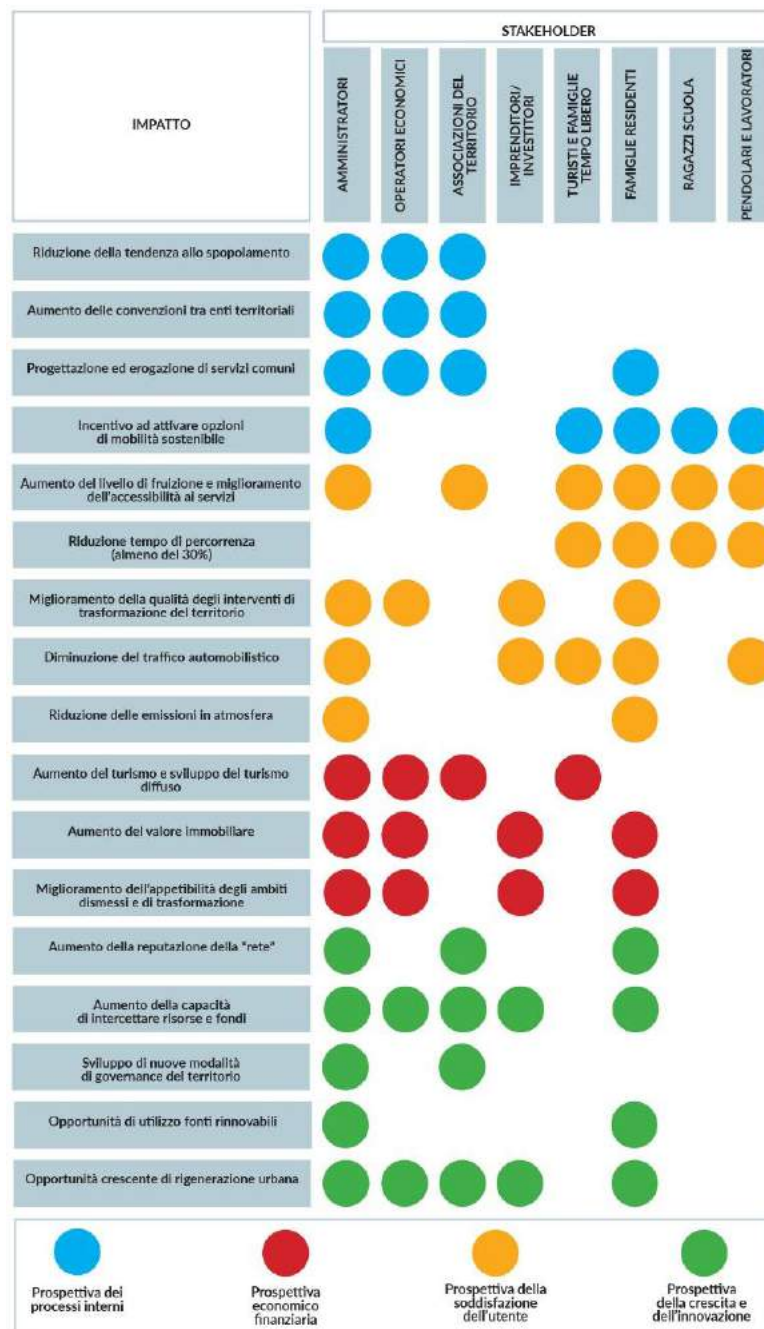 STAKEHOLDER
IMPATTO
AMMINISTRATORI
OPERATORI ECONOMICI
ASSOCIAZIONI DEL
TERRITORIO
IMPRENDITORI/
INVESTITORI
TURISTI E FAMIGLIE
TEMPO LIBERO
FAMIGLIE RESIDENTI
RAGAZZI SCUOLA
PENDOLARI E LAVORATORI
Riduzione della tendenza allo spopolamento
Aumento delle convenzioni tra enti territoriali
Progettazione ed erogazione di servizi comuni
Incentivo ad attivare opzioni
di mobilità sostenibile
Aumento del livello di fruizione e miglioramento
dell'accessibilità ai servizi
Riduzione tempo di percorrenza
(almeno del 30%)
Miglioramento della qualità degli interventi di
trasformazione del territorio
Diminuzione del traffico automobilistico
Riduzione delle emissioni in atmosfera
Aumento del turismo e sviluppo del turismo
diffuso
Aumento del valore immobiliare
Miglioramento dell'appetibilità degli ambiti
dismessi e di trasformazione
Aumento della reputazione della "rete"
Aumento della capacità
di intercettare risorse e fondi
Sviluppo di nuove modalità
di governance del territorio
Opportunità di utilizzo fonti rinnovabili
Opportunità crescente di rigenerazione urbana
Prospettiva dei
processi interni
Prospettiva
economico
finanziaria
Prospettiva della
soddisfazione
dell'utente
Prospettiva
della crescita e
dell'innovazione